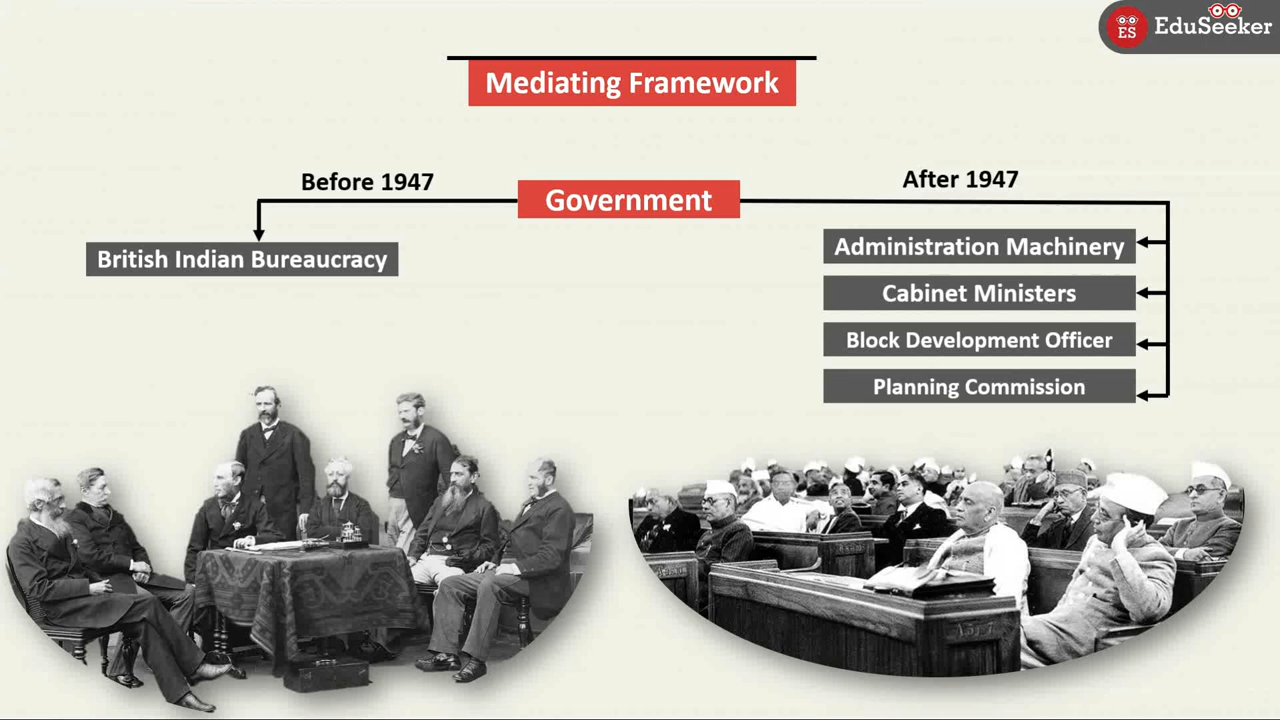 ES EduSeeker
Mediating Framework
Before 1947
Government
After 1947
British Indian Bureaucracy
Administration Machinery
Cabinet Ministers
Block Development Officer
Planning Commission